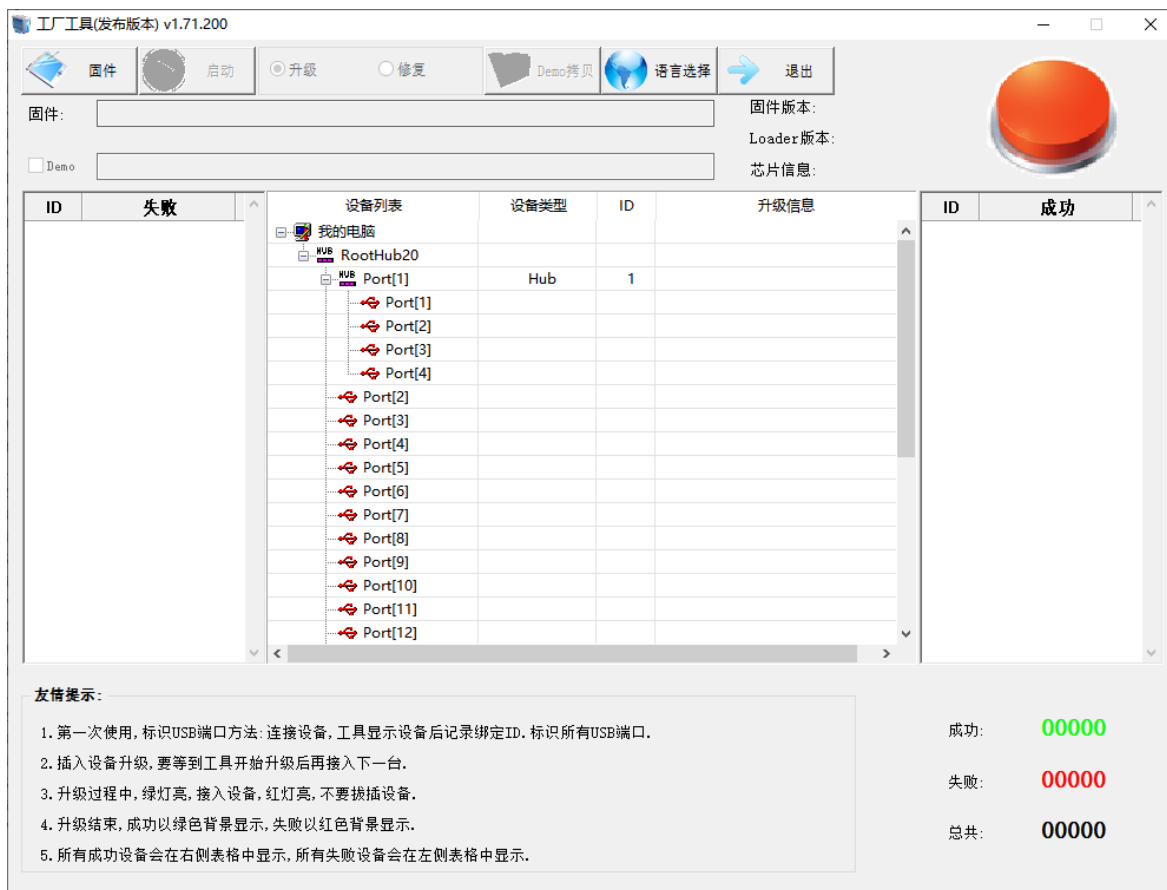 工厂工具(发布版本) v1.71.200
固件 启动 升级 修复 Demo拷贝 语言选择 退出
固件: 固件版本:
Loader版本:
Demo 芯片信息:
ID 失败 设备列表 设备类型 ID 升级信息 ID 成功
我的电脑
HUB RootHub20
HUB Port[1] Hub 1
Port[1]
Port[2]
Port[3]
Port[4]
Port[2]
Port[3]
Port[4]
Port[5]
Port[6]
Port[7]
Port[8]
Port[9]
Port[10]
Port[11]
Port[12]
友情提示:
1. 第一次使用, 标识USB端口方法: 连接设备, 工具显示设备后记录绑定ID. 标识所有USB端口.
2. 插入设备升级, 要等到工具开始升级后再接入下一台.
3. 升级过程中, 绿灯亮, 接入设备, 红灯亮, 不要拔插设备.
4. 升级结束, 成功以绿色背景显示, 失败以红色背景显示.
5. 所有成功设备会在右侧表格中显示, 所有失败设备会在左侧表格中显示.
成功: 00000
失败: 00000
总共: 00000